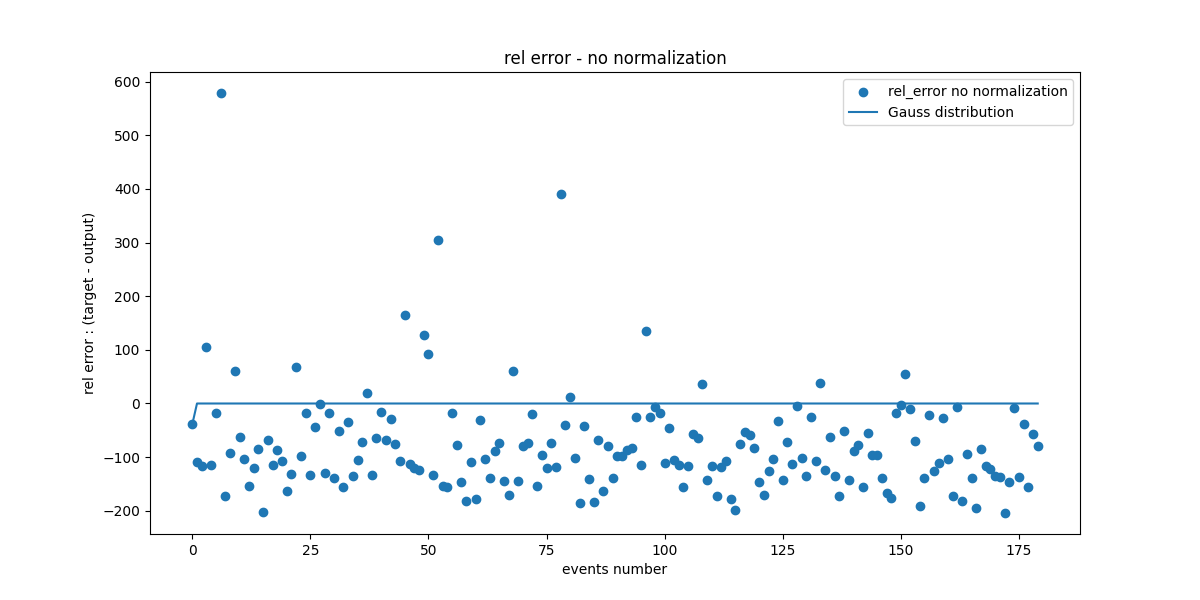 rel error - no normalization
rel_error no normalization
Gauss distribution
rel error : (target - output)
600
500
400
300
200
100
0
−100
−200
0 25 50 75 100 125 150 175
events number